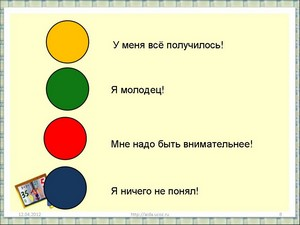 У меня всё получилось!
Я молодец!
Мне надо быть внимательнее!
Я ничего не понял!